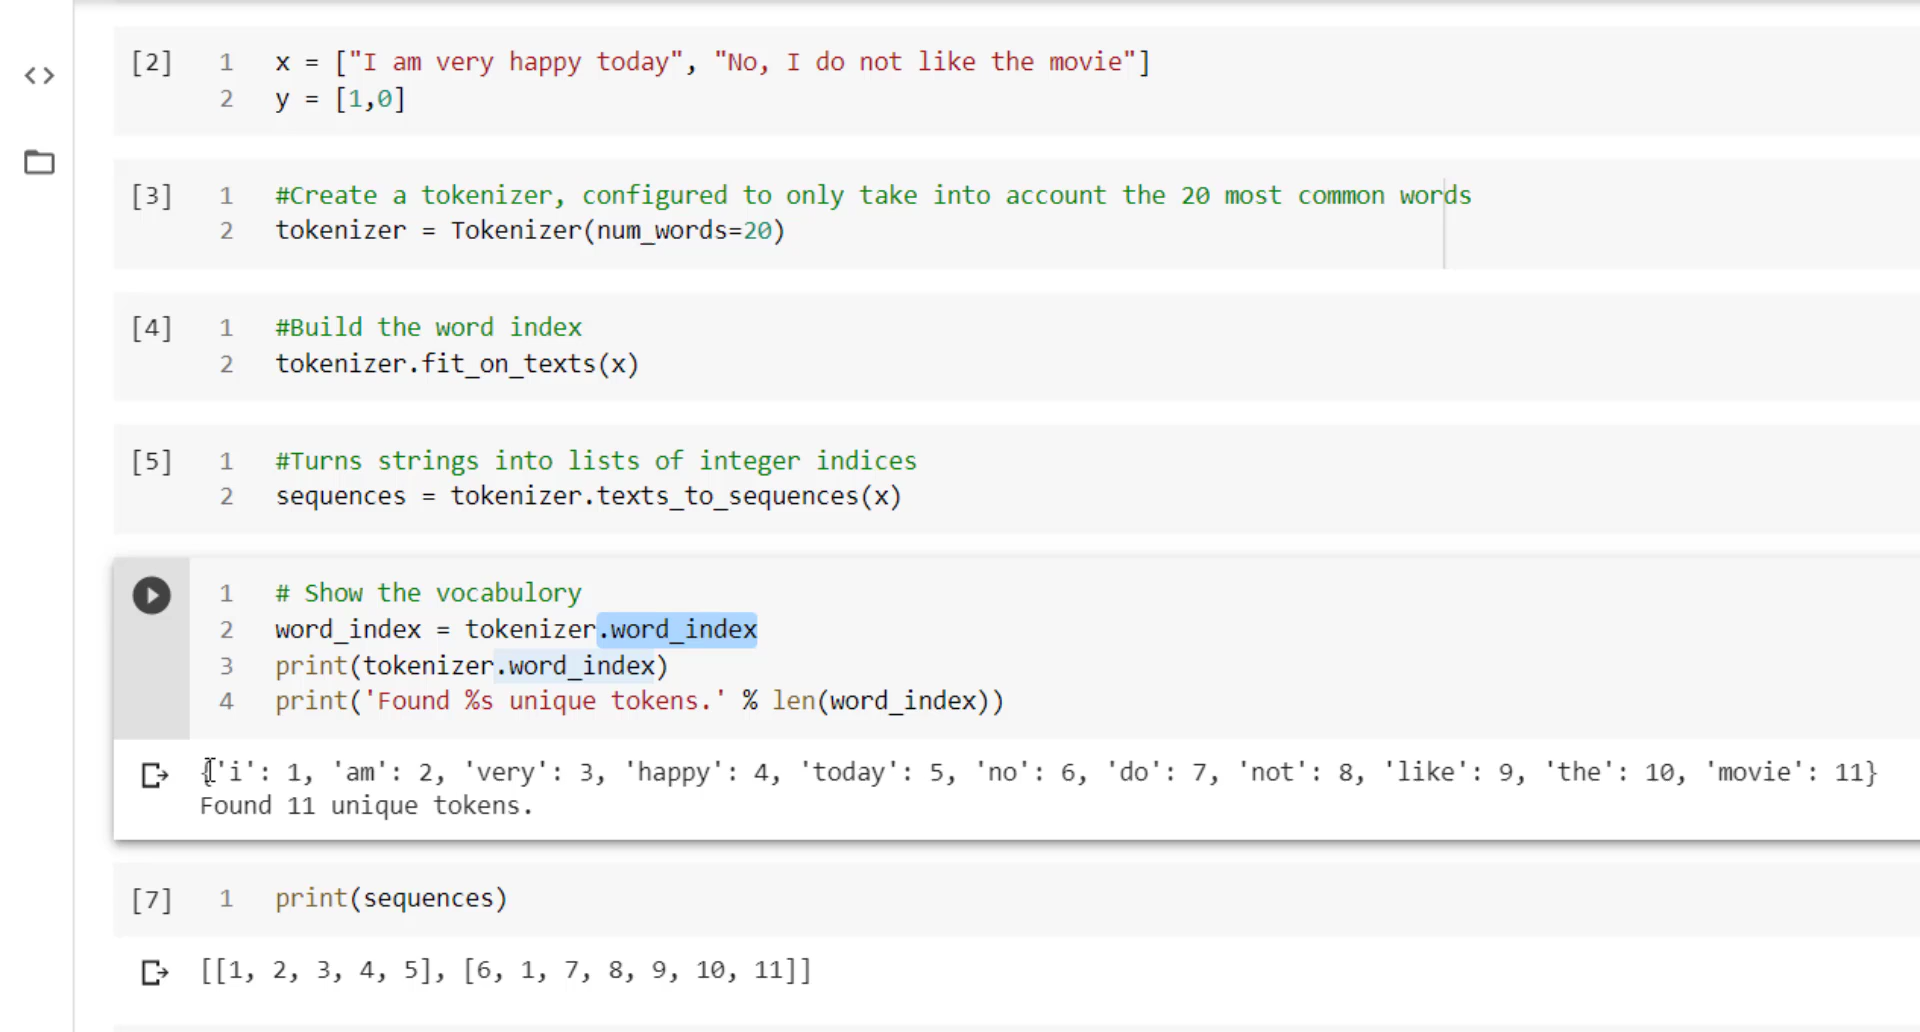 [2] 1 x = ["I am very happy today", "No, I do not like the movie"]
2 y = [1,0]
[3] 1 #Create a tokenizer, configured to only take into account the 20 most common words
2 tokenizer = Tokenizer(num_words=20)
[4] 1 #Build the word index
2 tokenizer.fit_on_texts(x)
[5] 1 #Turns strings into lists of integer indices
2 sequences = tokenizer.texts_to_sequences(x)
1 # Show the vocabulory
2 word_index = tokenizer.word_index
3 print(tokenizer.word_index)
4 print('Found %s unique tokens.' % len(word_index))
{'i': 1, 'am': 2, 'very': 3, 'happy': 4, 'today': 5, 'no': 6, 'do': 7, 'not': 8, 'like': 9, 'the': 10, 'movie': 11}
Found 11 unique tokens.
[7] 1 print(sequences)
[[1, 2, 3, 4, 5], [6, 1, 7, 8, 9, 10, 11]]